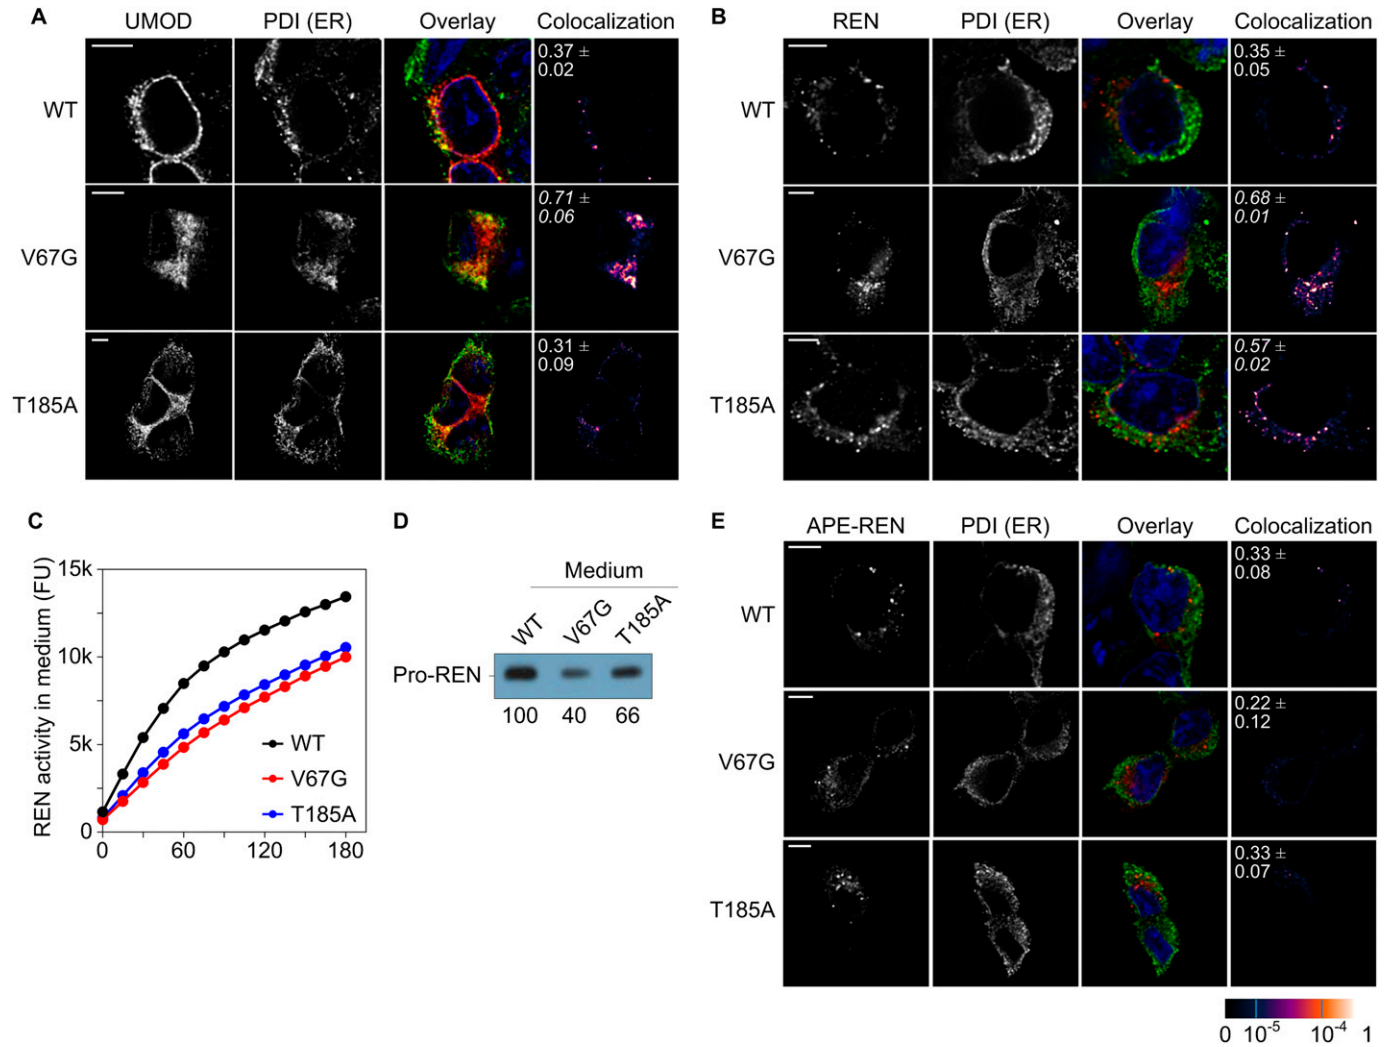 A
UMOD PDI (ER) Overlay Colocalization
WT
0.37 ±
0.02
V67G
0.71 ±
0.06
T185A
0.31 ±
0.09
B
REN PDI (ER) Overlay Colocalization
WT
0.35 ±
0.05
V67G
0.68 ±
0.01
T185A
0.57 ±
0.02
C
REN activity in medium (FU)
15k
10k
5k
0
0 60 120 180
WT
V67G
T185A
D
Medium
WT V67G T185A
Pro-REN
100 40 66
E
APE-REN PDI (ER) Overlay Colocalization
WT
0.33 ±
0.08
V67G
0.22 ±
0.12
T185A
0.33 ±
0.07
0 10⁻⁵ 10⁻⁴ 1